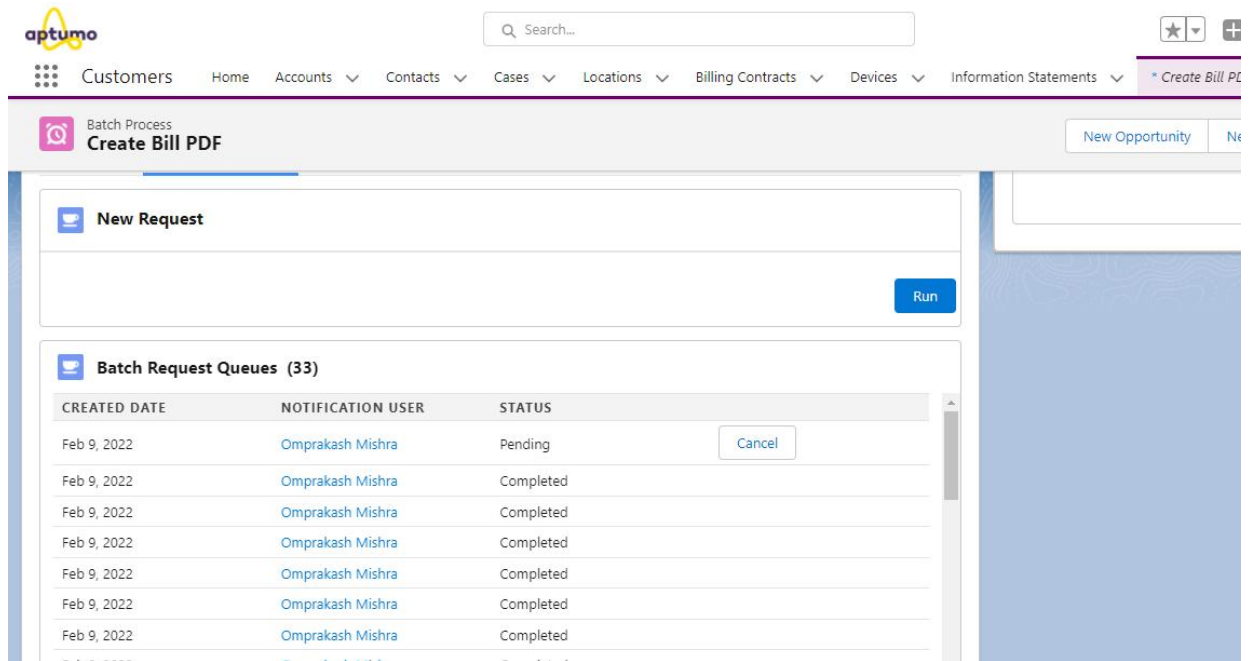 aptumo
Search...
Customers Home Accounts Contacts Cases Locations Billing Contracts Devices Information Statements * Create Bill PD
Batch Process
Create Bill PDF
New Opportunity Ne
New Request
Run
Batch Request Queues (33)
CREATED DATE NOTIFICATION USER STATUS
Feb 9, 2022 Omprakash Mishra Pending Cancel
Feb 9, 2022 Omprakash Mishra Completed
Feb 9, 2022 Omprakash Mishra Completed
Feb 9, 2022 Omprakash Mishra Completed
Feb 9, 2022 Omprakash Mishra Completed
Feb 9, 2022 Omprakash Mishra Completed
Feb 9, 2022 Omprakash Mishra Completed